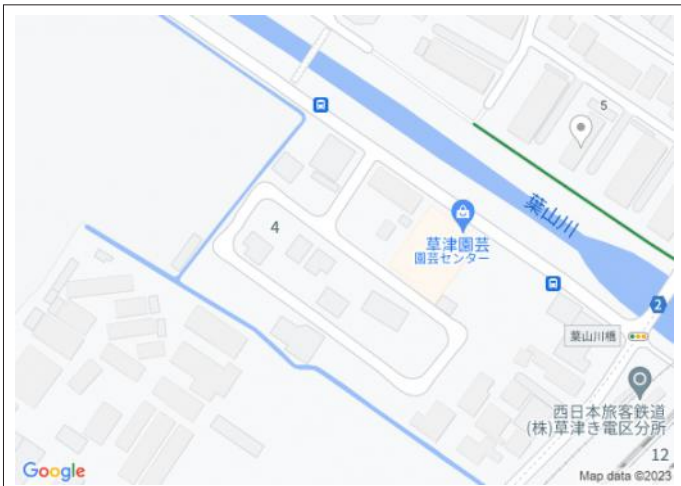 5
葉山川
4
草津園芸
園芸センター
2
葉山川橋
西日本旅客鉄道
(株)草津き電区分所
12
Google
Map data ©2023